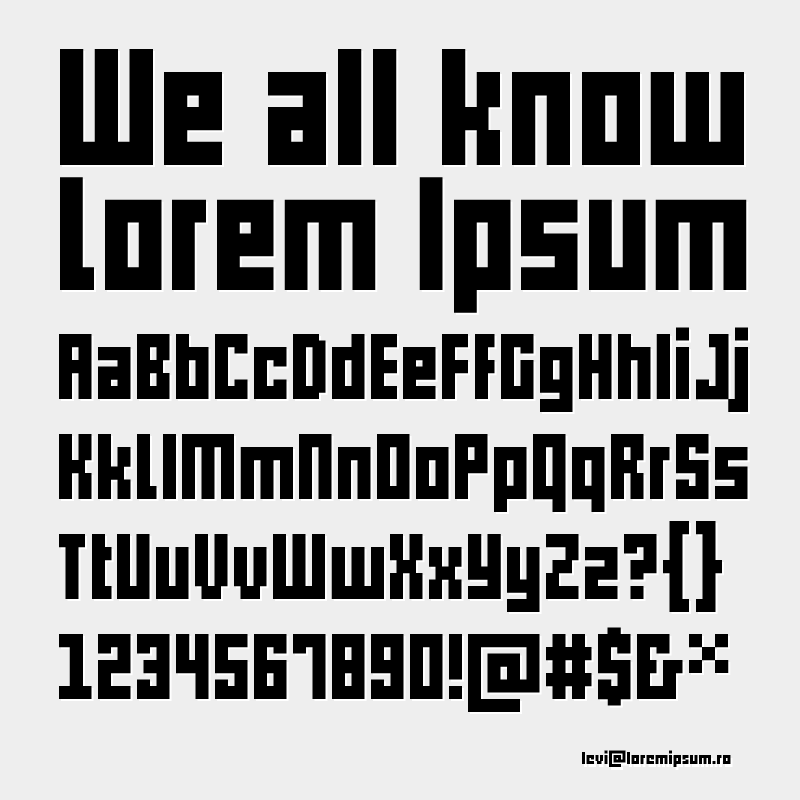 We all know
Lorem Ipsum
AaBbCcDdEeFfGgHhIiJj
KkLlMmNnOoPpQqRrSs
TtUuVvWwXxYyZz?{}
1234567890!@#$&%
levi@loremipsum.ro